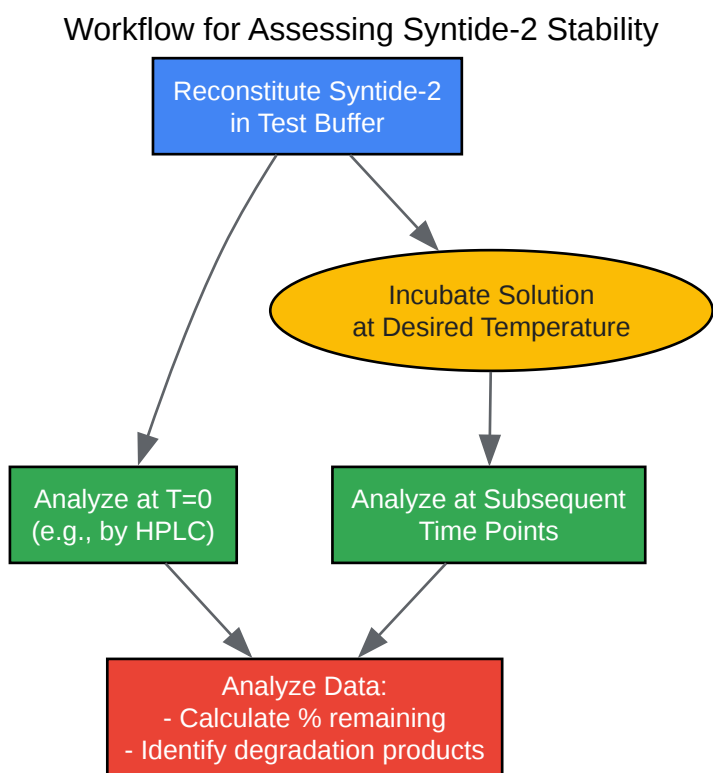 Workflow for Assessing Syntide-2 Stability
Reconstitute Syntide-2
in Test Buffer
Incubate Solution
at Desired Temperature
Analyze at T=0
(e.g., by HPLC)
Analyze at Subsequent
Time Points
Analyze Data:
- Calculate % remaining
- Identify degradation products